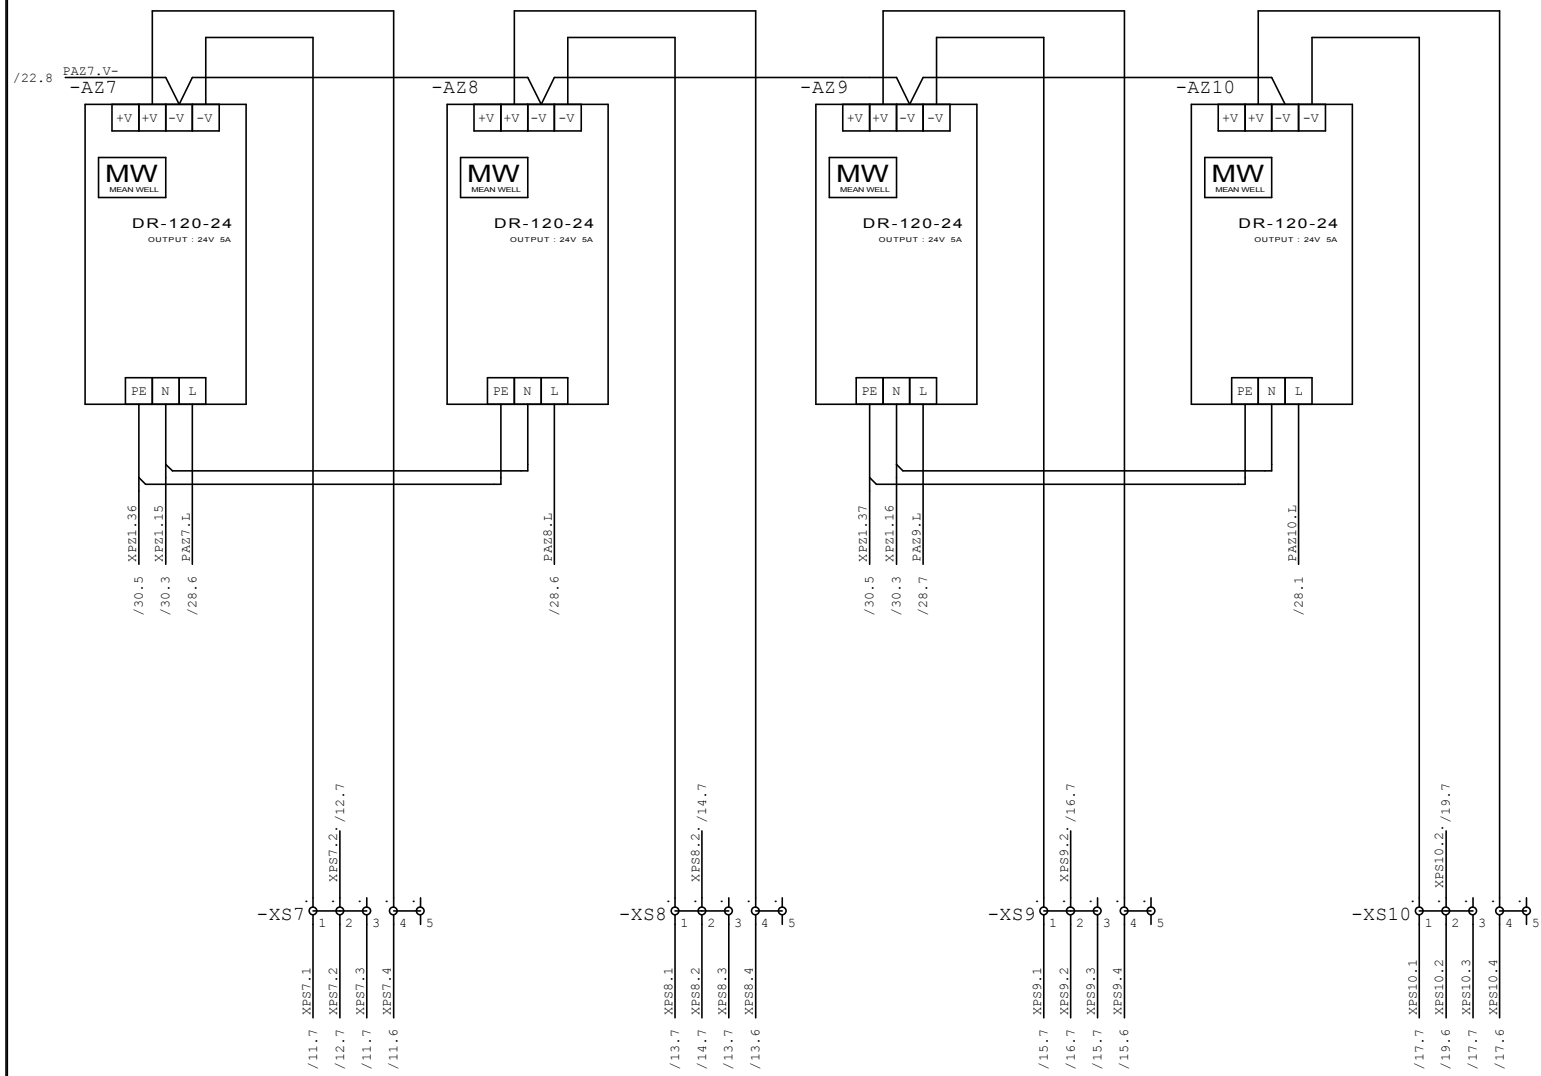 /22.8 PAZ7.V-
-AZ7
-AZ8
-AZ9
-AZ10
+V +V -V -V
+V +V -V -V
+V +V -V -V
+V +V -V -V
MW
MEAN WELL
MW
MEAN WELL
MW
MEAN WELL
MW
MEAN WELL
DR-120-24
OUTPUT : 24V 5A
DR-120-24
OUTPUT : 24V 5A
DR-120-24
OUTPUT : 24V 5A
DR-120-24
OUTPUT : 24V 5A
PE N L
PE N L
PE N L
PE N L
/30.5 XPZ1.36
/30.3 XPZ1.15
/28.6 PAZ7.L
/28.6 PAZ8.L
/30.5 XPZ1.37
/30.3 XPZ1.16
/28.7 PAZ9.L
/28.1 PAZ10.L
XPS7.2. /12.7
XPS8.2. /14.7
XPS9.2. /16.7
XPS10.2. /19.7
-XS7 1 2 3 4 5
-XS8 1 2 3 4 5
-XS9 1 2 3 4 5
-XS10 1 2 3 4 5
/11.7 XPS7.1
/12.7 XPS7.2
/11.7 XPS7.3
/11.6 XPS7.4
/13.7 XPS8.1
/14.7 XPS8.2
/13.7 XPS8.3
/13.6 XPS8.4
/15.7 XPS9.1
/16.7 XPS9.2
/15.7 XPS9.3
/15.6 XPS9.4
/17.7 XPS10.1
/19.6 XPS10.2
/17.7 XPS10.3
/17.6 XPS10.4